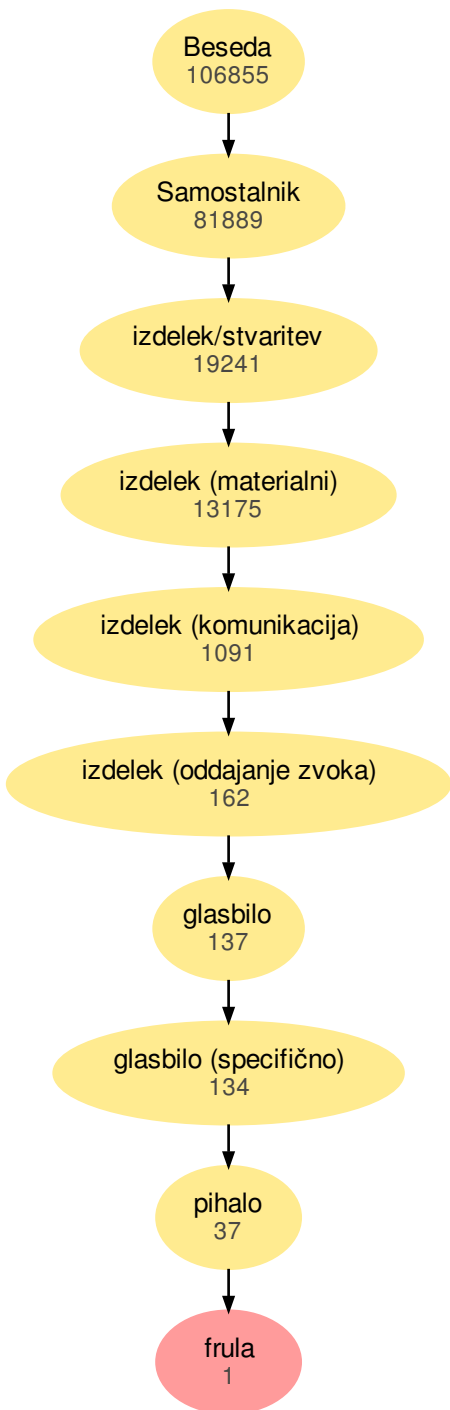 Beseda
106855
Samostalnik
81889
izdelek/stvaritev
19241
izdelek (materialni)
13175
izdelek (komunikacija)
1091
izdelek (oddajanje zvoka)
162
glasbilo
137
glasbilo (specifično)
134
pihalo
37
frula
1